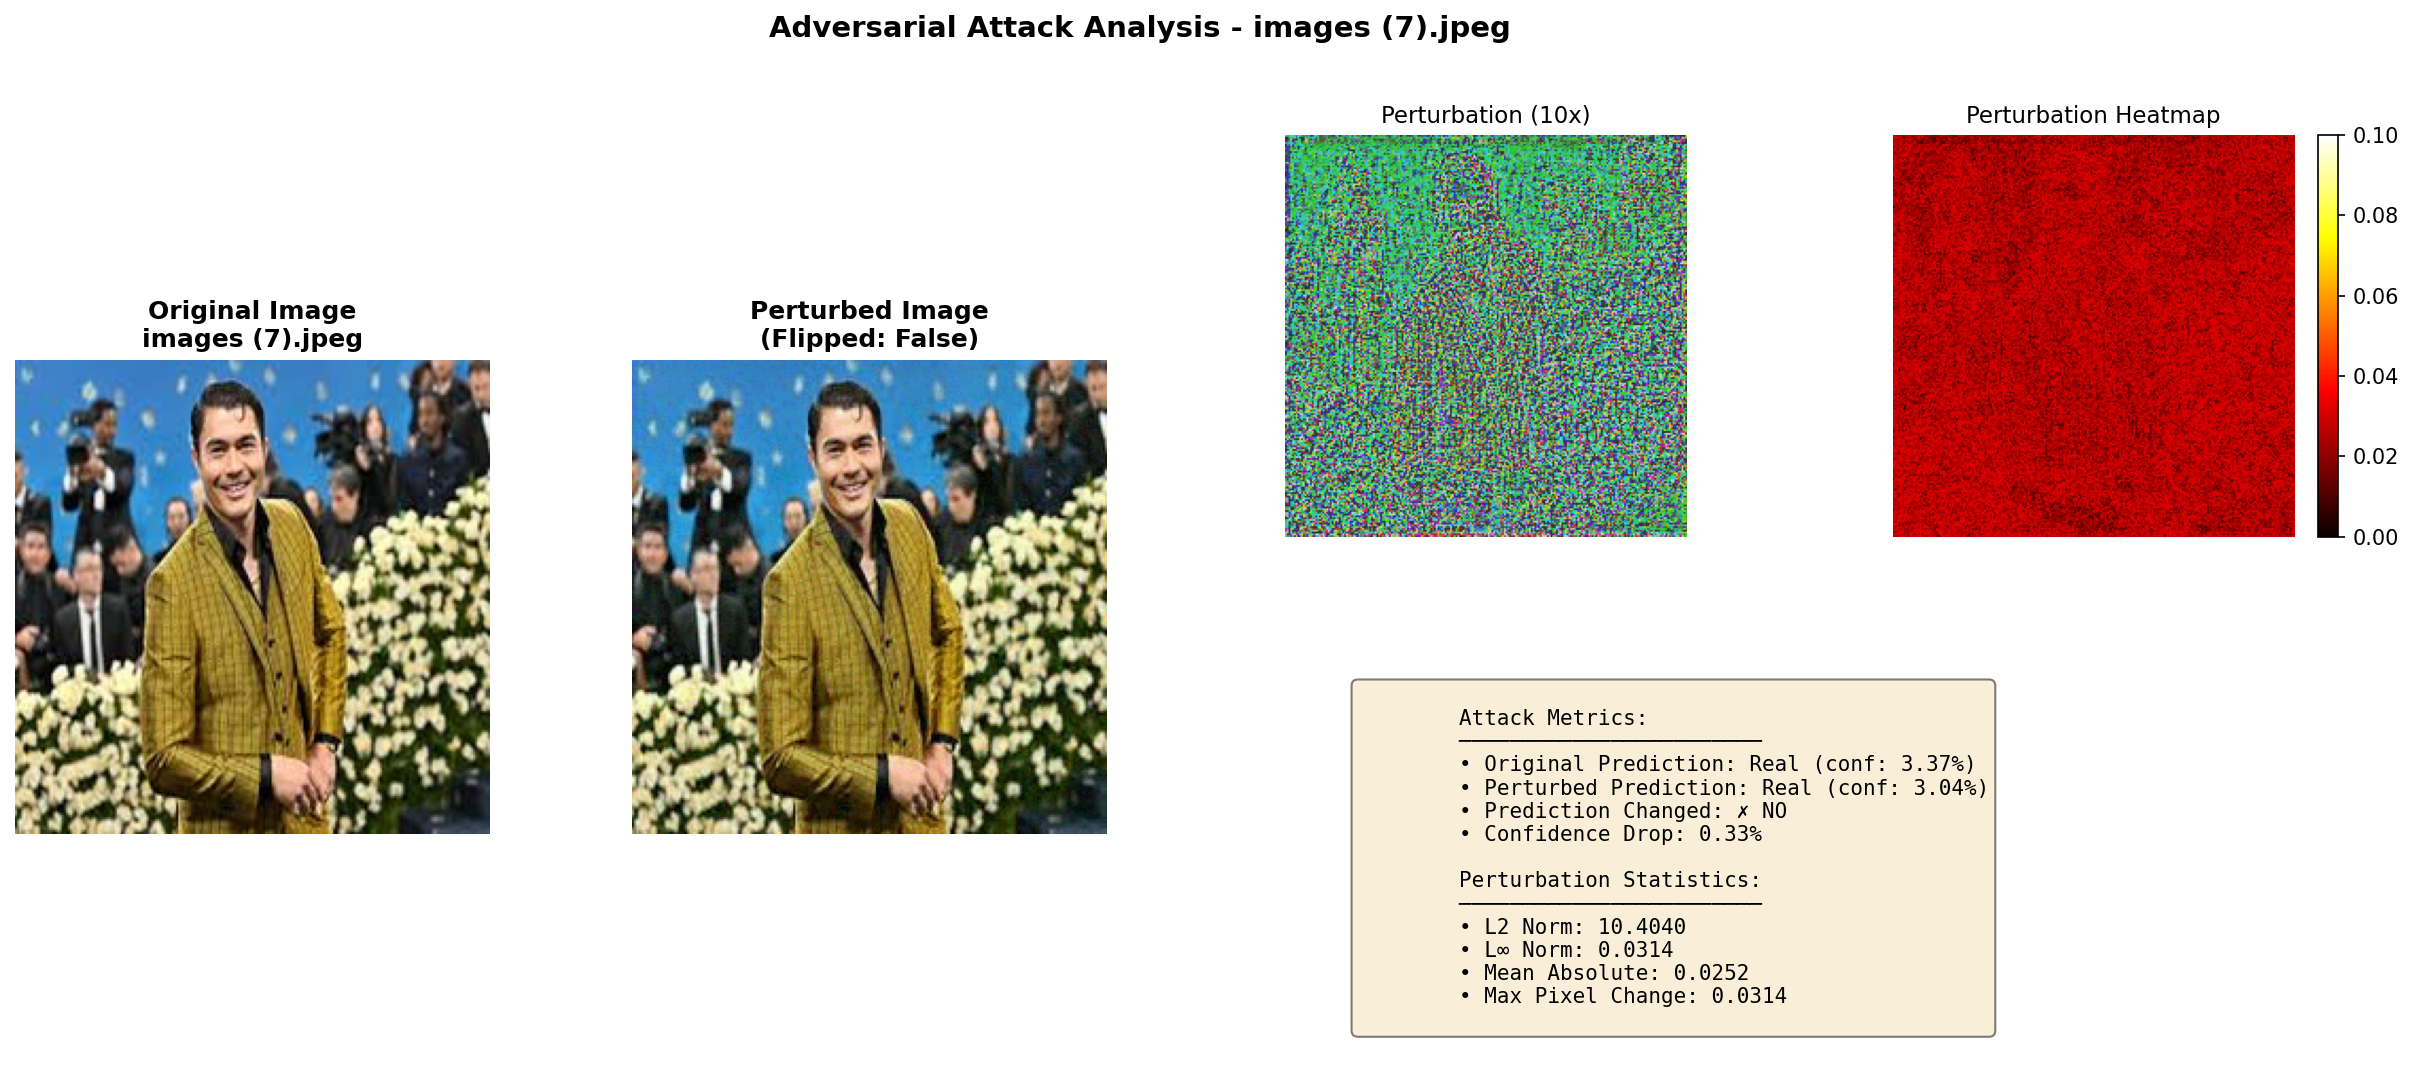 Adversarial Attack Analysis - images (7).jpeg
Original Image
images (7).jpeg
Perturbed Image
(Flipped: False)
Perturbation (10x)
Perturbation Heatmap
0.10
0.08
0.06
0.04
0.02
0.00
Attack Metrics:
• Original Prediction: Real (conf: 3.37%)
• Perturbed Prediction: Real (conf: 3.04%)
• Prediction Changed: ✗ NO
• Confidence Drop: 0.33%
Perturbation Statistics:
• L2 Norm: 10.4040
• L∞ Norm: 0.0314
• Mean Absolute: 0.0252
• Max Pixel Change: 0.0314